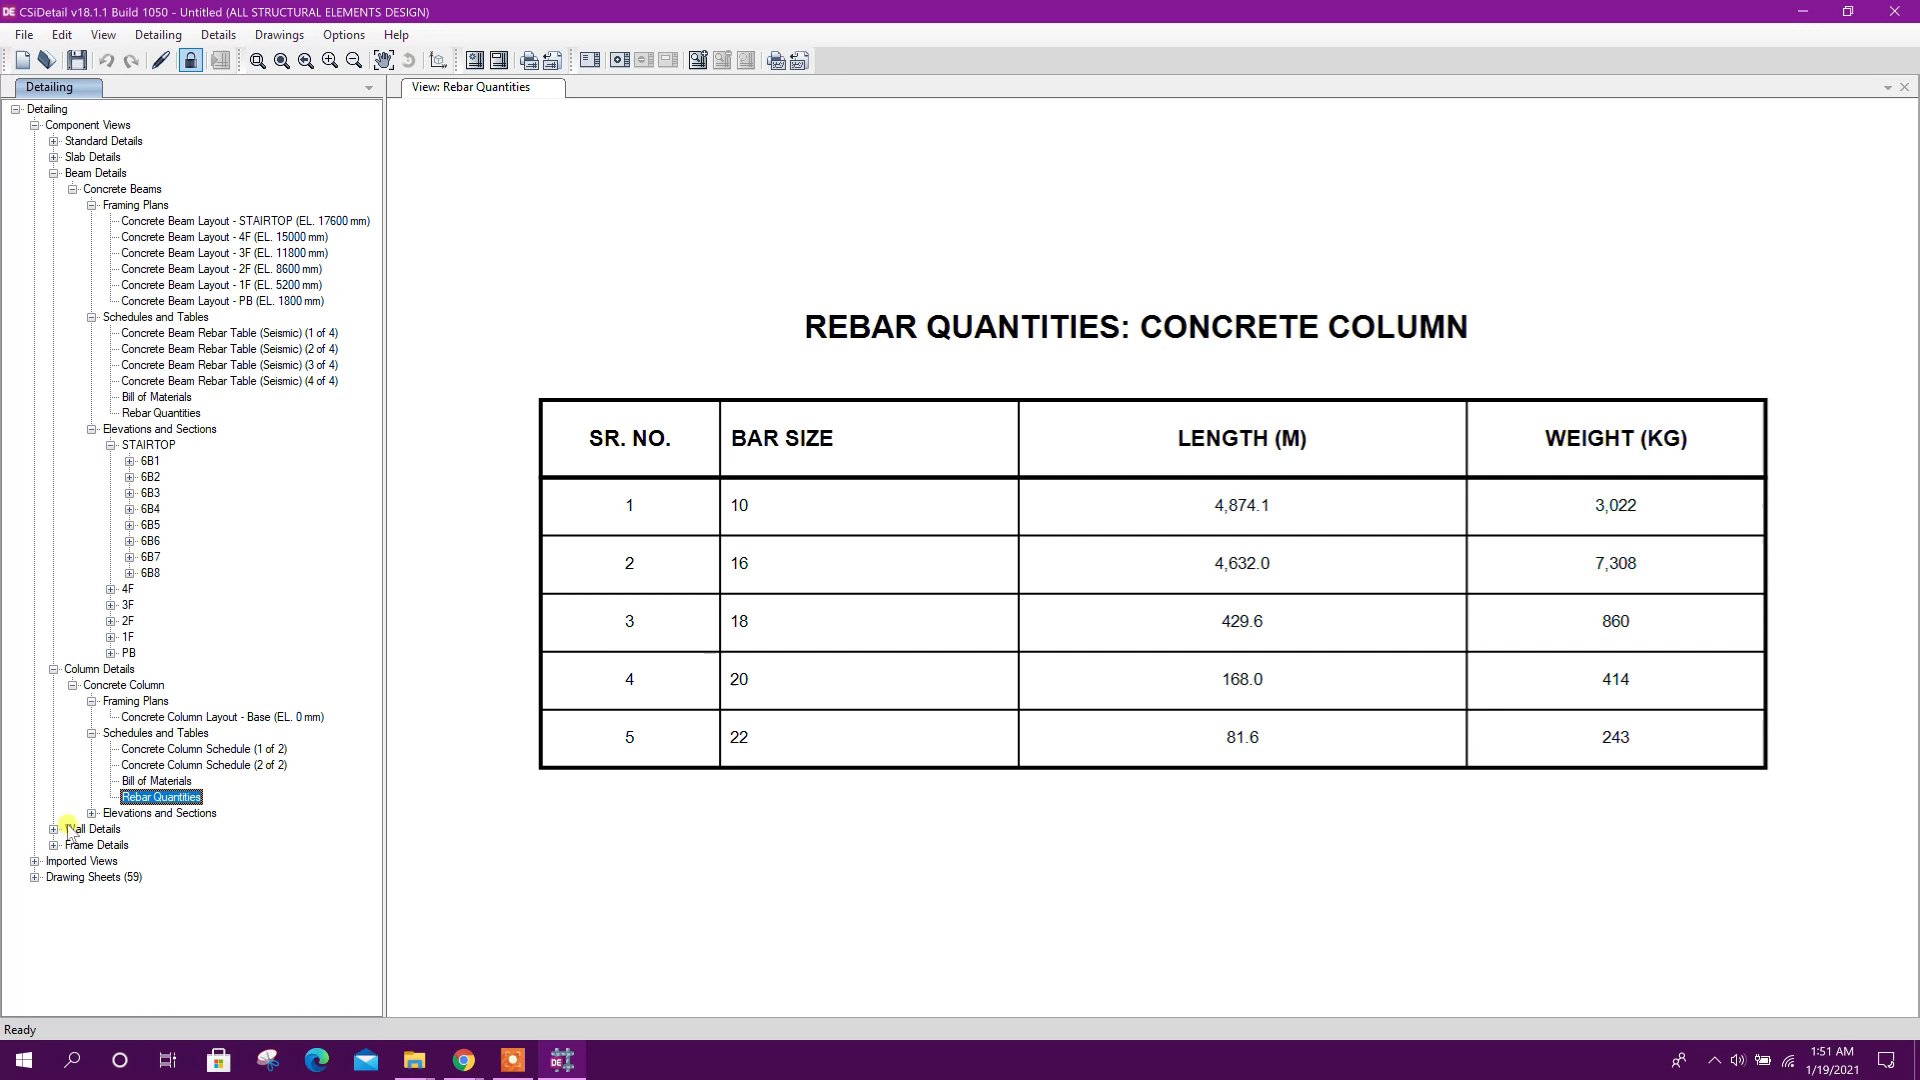 DE CSiDetail v18.1.1 Build 1050 - Untitled (ALL STRUCTURAL ELEMENTS DESIGN)
File Edit View Detailing Details Drawings Options Help
Detailing
View: Rebar Quantities
Detailing
Component Views
Standard Details
Slab Details
Beam Details
Concrete Beams
Framing Plans
Concrete Beam Layout - STAIRTOP (EL. 17600 mm)
Concrete Beam Layout - 4F (EL. 15000 mm)
Concrete Beam Layout - 3F (EL. 11800 mm)
Concrete Beam Layout - 2F (EL. 8600 mm)
Concrete Beam Layout - 1F (EL. 5200 mm)
Concrete Beam Layout - PB (EL. 1800 mm)
Schedules and Tables
Concrete Beam Rebar Table (Seismic) (1 of 4)
Concrete Beam Rebar Table (Seismic) (2 of 4)
Concrete Beam Rebar Table (Seismic) (3 of 4)
Concrete Beam Rebar Table (Seismic) (4 of 4)
Bill of Materials
Rebar Quantities
Elevations and Sections
STAIRTOP
6B1
6B2
6B3
6B4
6B5
6B6
6B7
6B8
4F
3F
2F
1F
PB
Column Details
Concrete Column
Framing Plans
Concrete Column Layout - Base (EL. 0 mm)
Schedules and Tables
Concrete Column Schedule (1 of 2)
Concrete Column Schedule (2 of 2)
Bill of Materials
Rebar Quantities
Elevations and Sections
Wall Details
Frame Details
Imported Views
Drawing Sheets (59)
REBAR QUANTITIES: CONCRETE COLUMN
SR. NO. BAR SIZE LENGTH (M) WEIGHT (KG)
1 10 4,874.1 3,022
2 16 4,632.0 7,308
3 18 429.6 860
4 20 168.0 414
5 22 81.6 243
Ready
DE
1:51 AM
1/19/2021